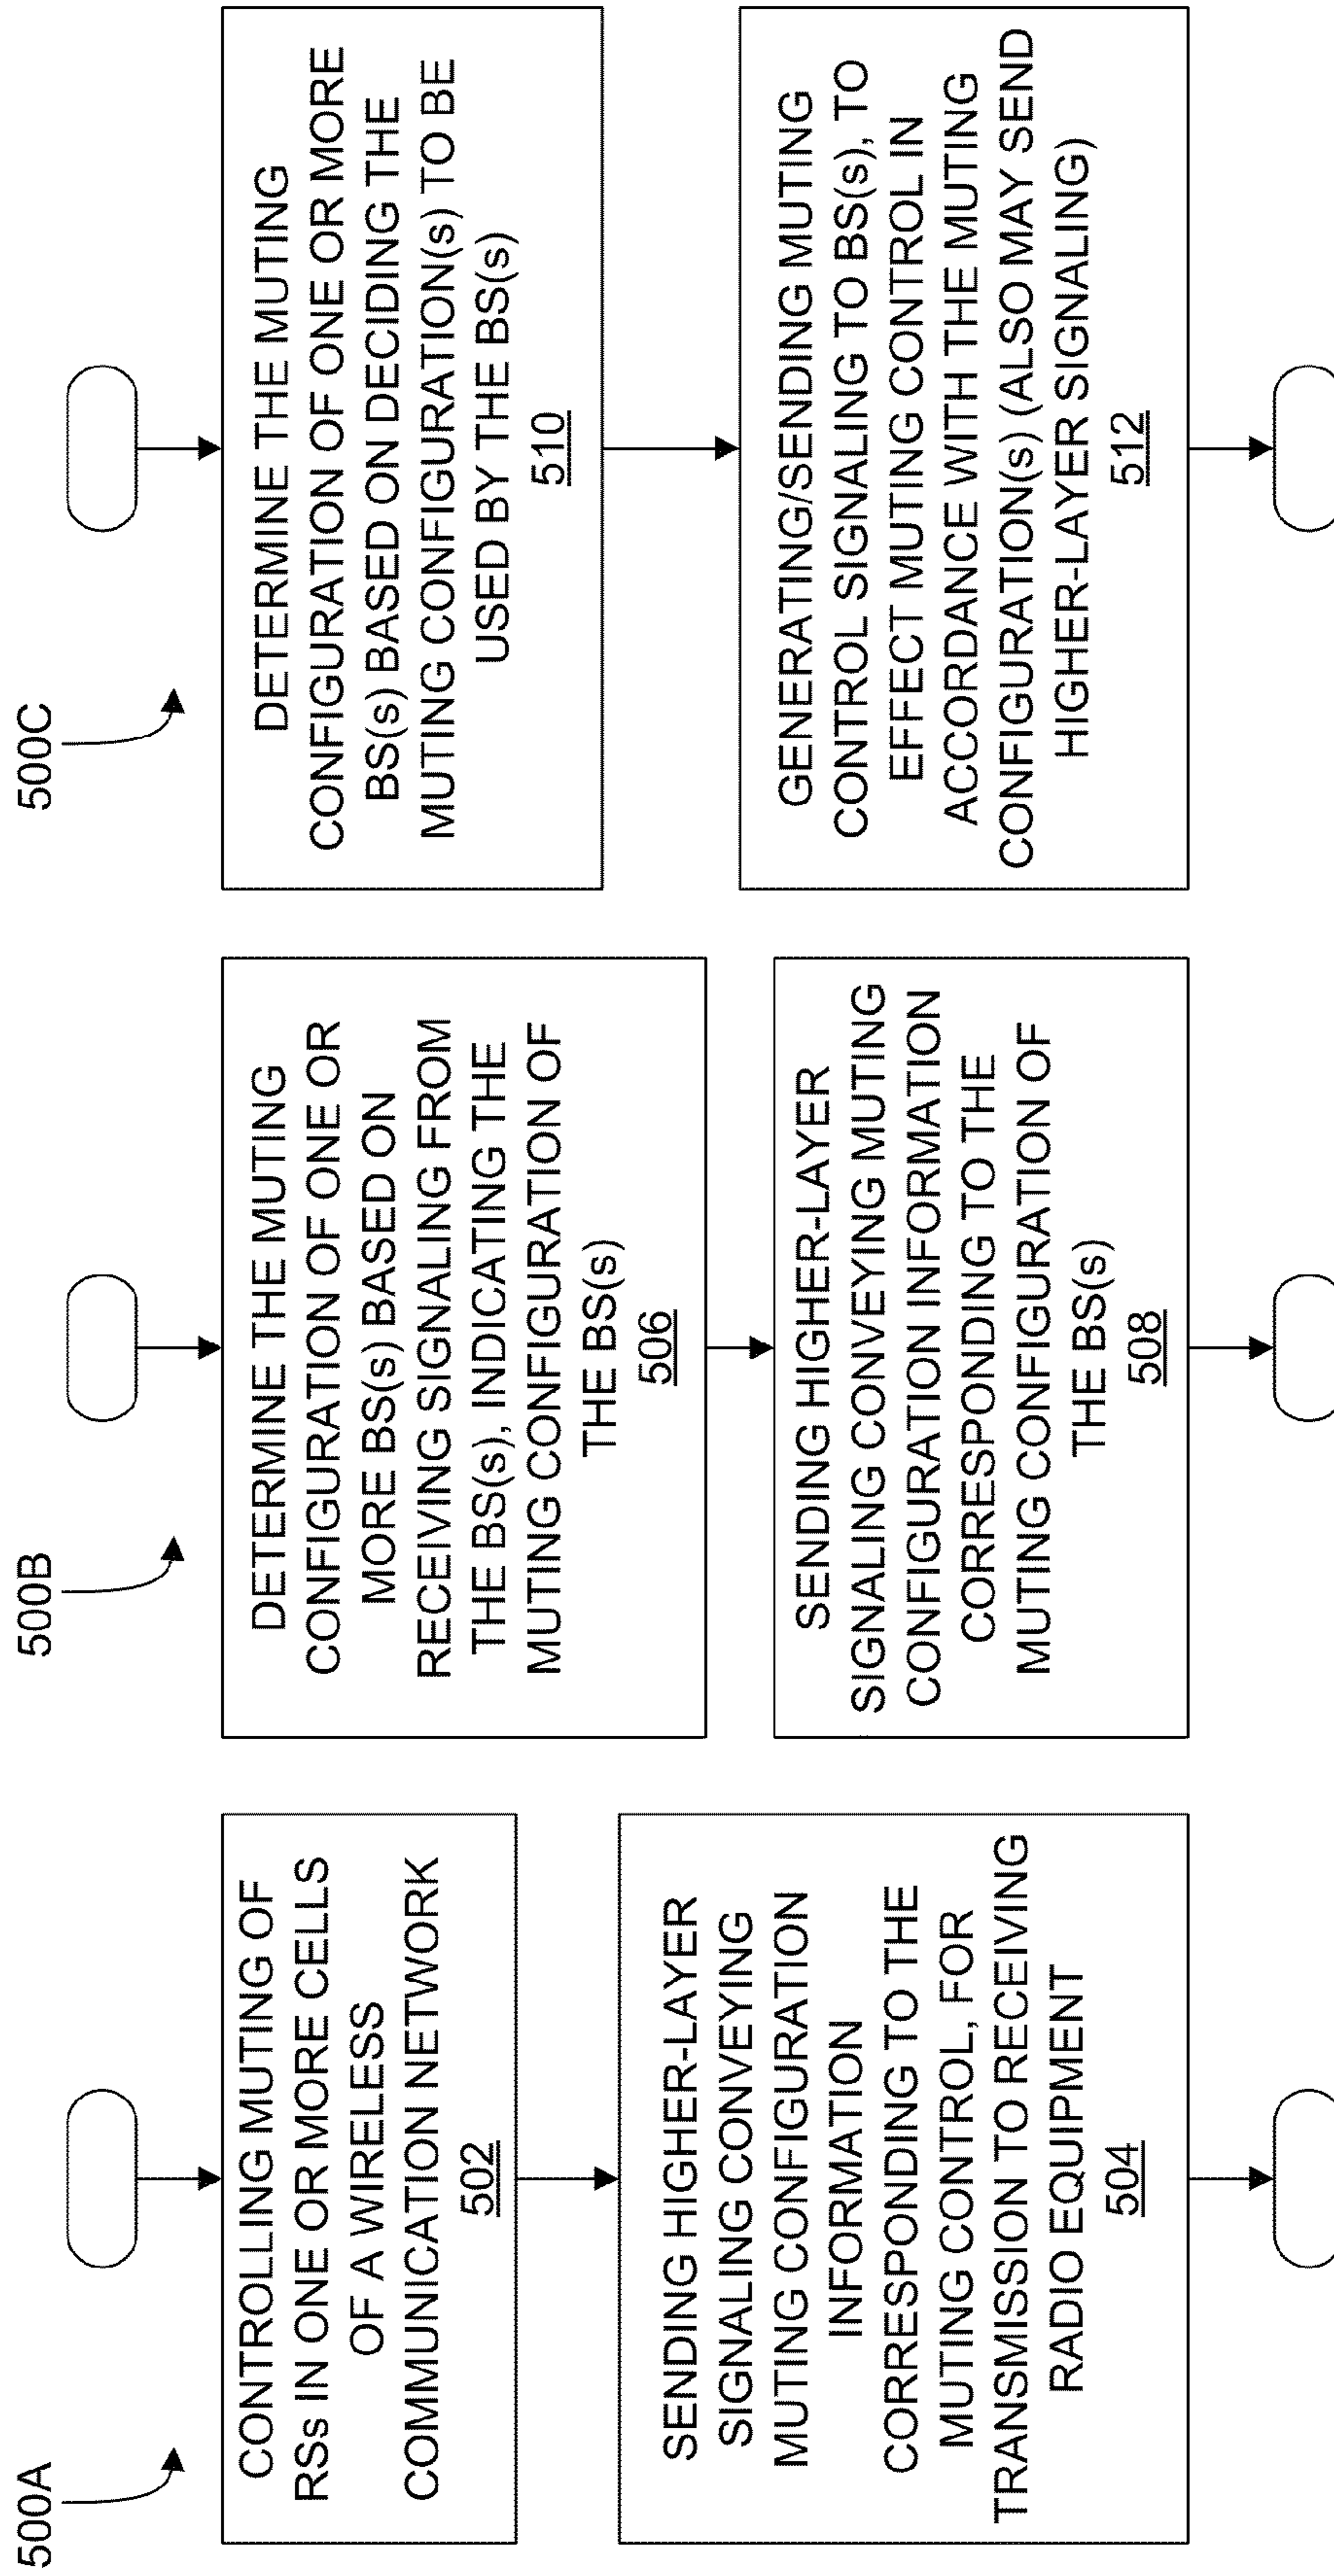 500A
CONTROLLING MUTING OF
RSs IN ONE OR MORE CELLS
OF A WIRELESS
COMMUNICATION NETWORK
502
SENDING HIGHER-LAYER
SIGNALING CONVEYING
MUTING CONFIGURATION
INFORMATION
CORRESPONDING TO THE
MUTING CONTROL, FOR
TRANSMISSION TO RECEIVING
RADIO EQUIPMENT
504
500B
DETERMINE THE MUTING
CONFIGURATION OF ONE OR
MORE BS(s) BASED ON
RECEIVING SIGNALING FROM
THE BS(s), INDICATING THE
MUTING CONFIGURATION OF
THE BS(s)
506
SENDING HIGHER-LAYER
SIGNALING CONVEYING MUTING
CONFIGURATION INFORMATION
CORRESPONDING TO THE
MUTING CONFIGURATION OF
THE BS(s)
508
500C
DETERMINE THE MUTING
CONFIGURATION OF ONE OR MORE
BS(s) BASED ON DECIDING THE
MUTING CONFIGURATION(s) TO BE
USED BY THE BS(s)
510
GENERATING/SENDING MUTING
CONTROL SIGNALING TO BS(s), TO
EFFECT MUTING CONTROL IN
ACCORDANCE WITH THE MUTING
CONFIGURATION(s) (ALSO MAY SEND
HIGHER-LAYER SIGNALING)
512